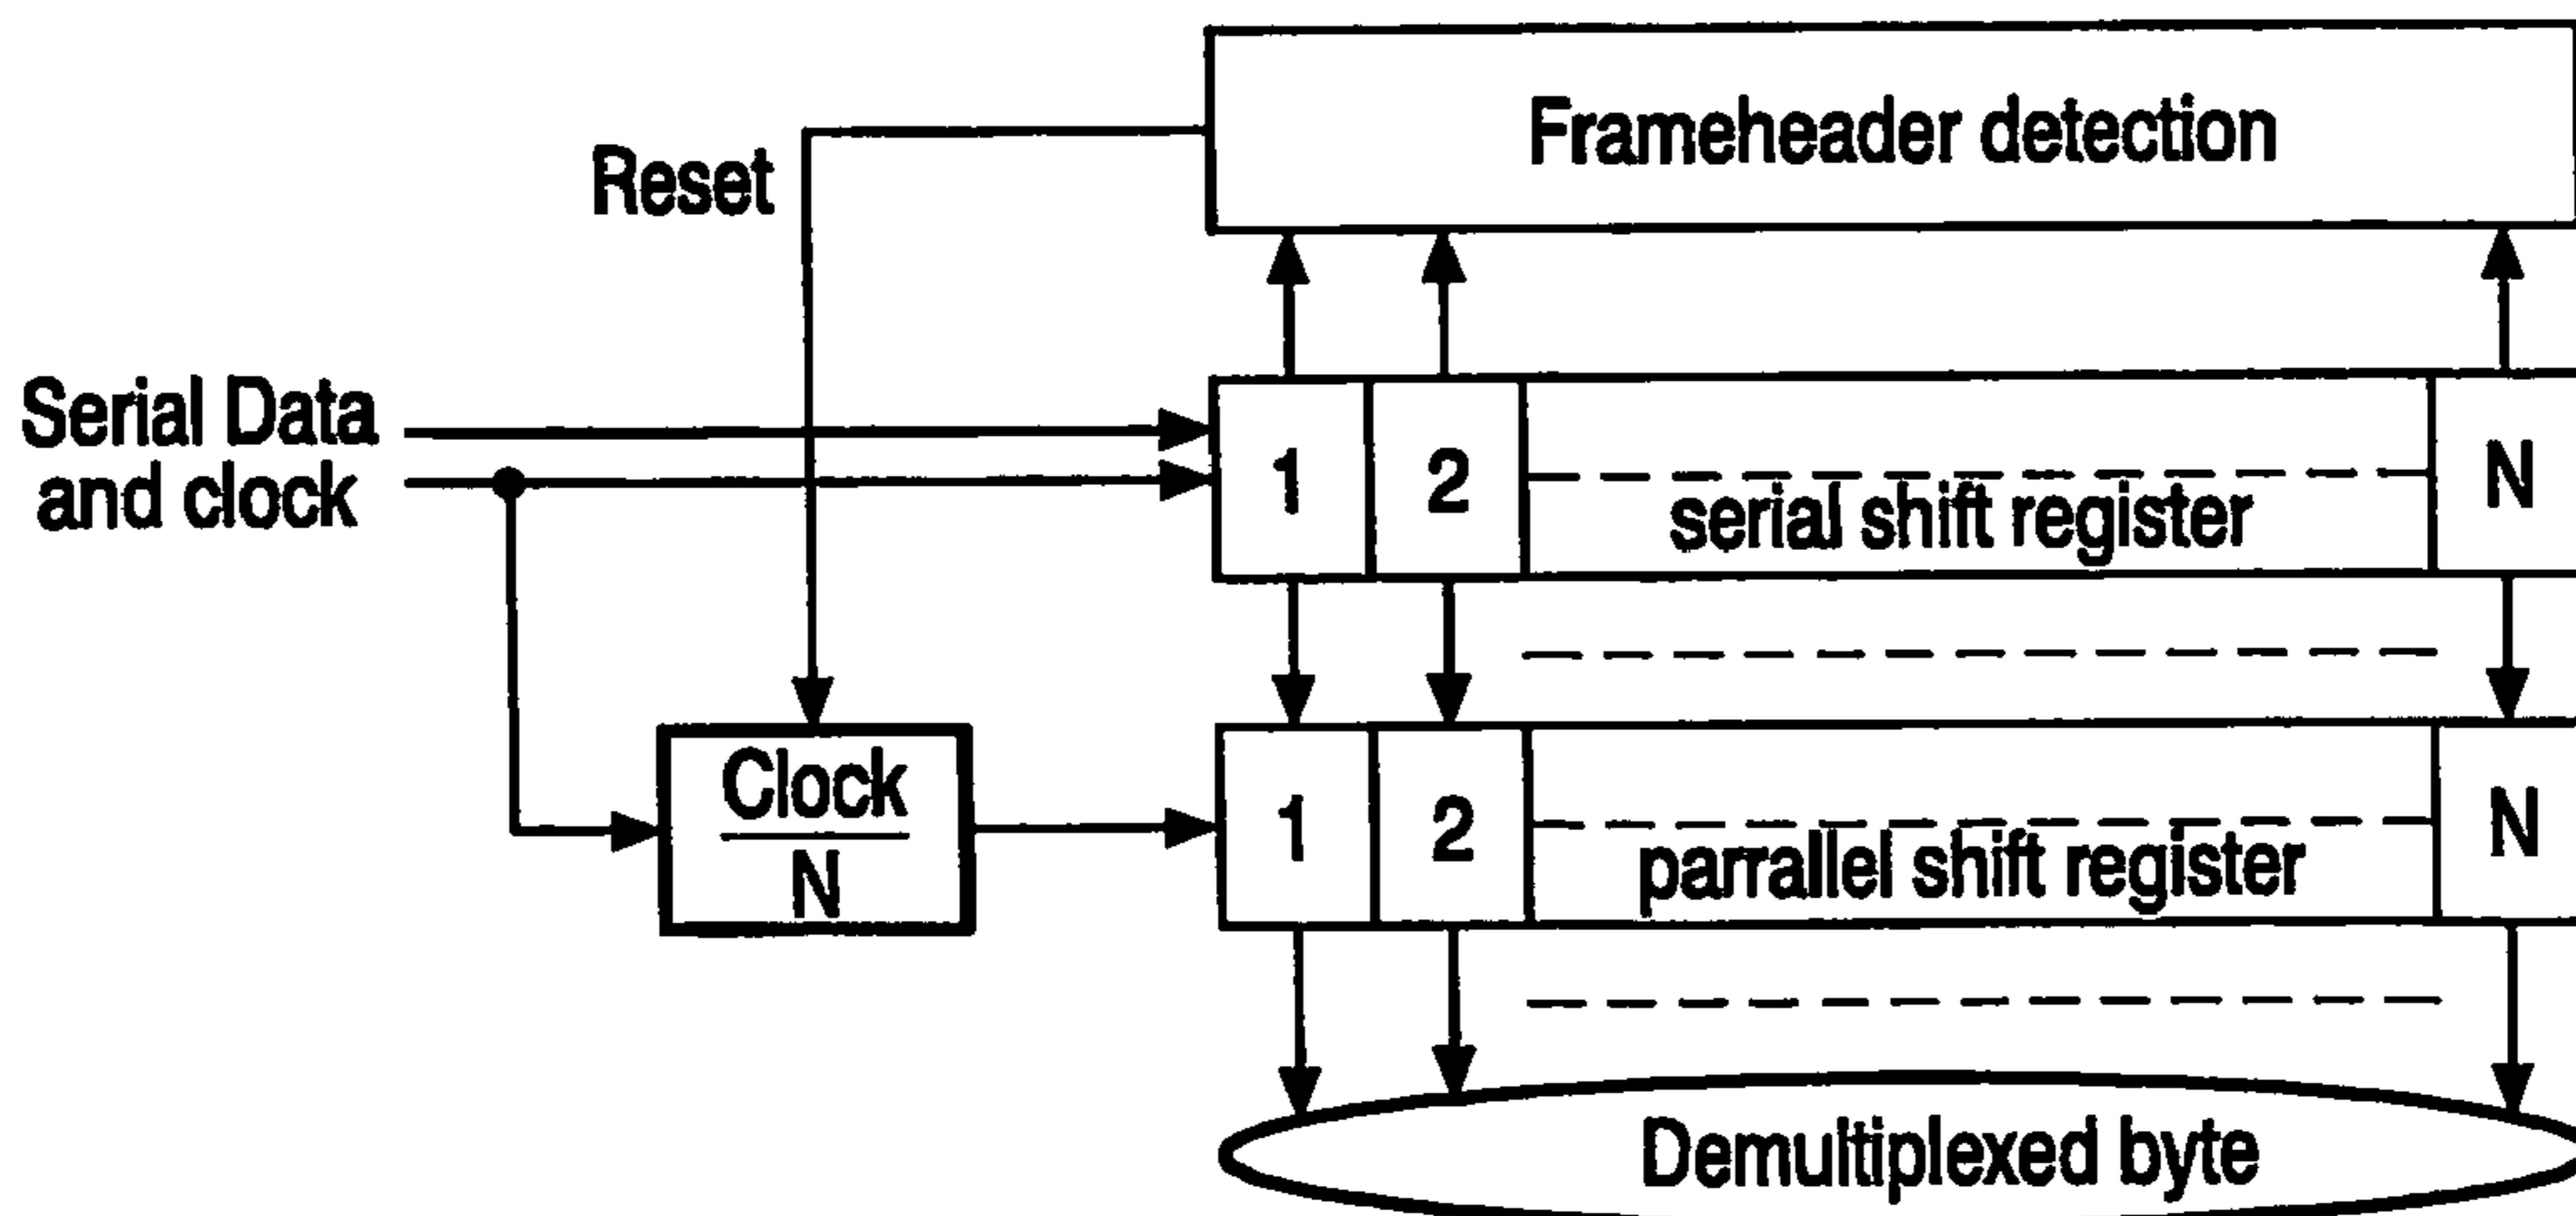 Frameheader detection
Reset
Serial Data
and clock
1
2
serial shift register
N
Clock
N
1
2
parrallel shift register
N
Demultiplexed byte